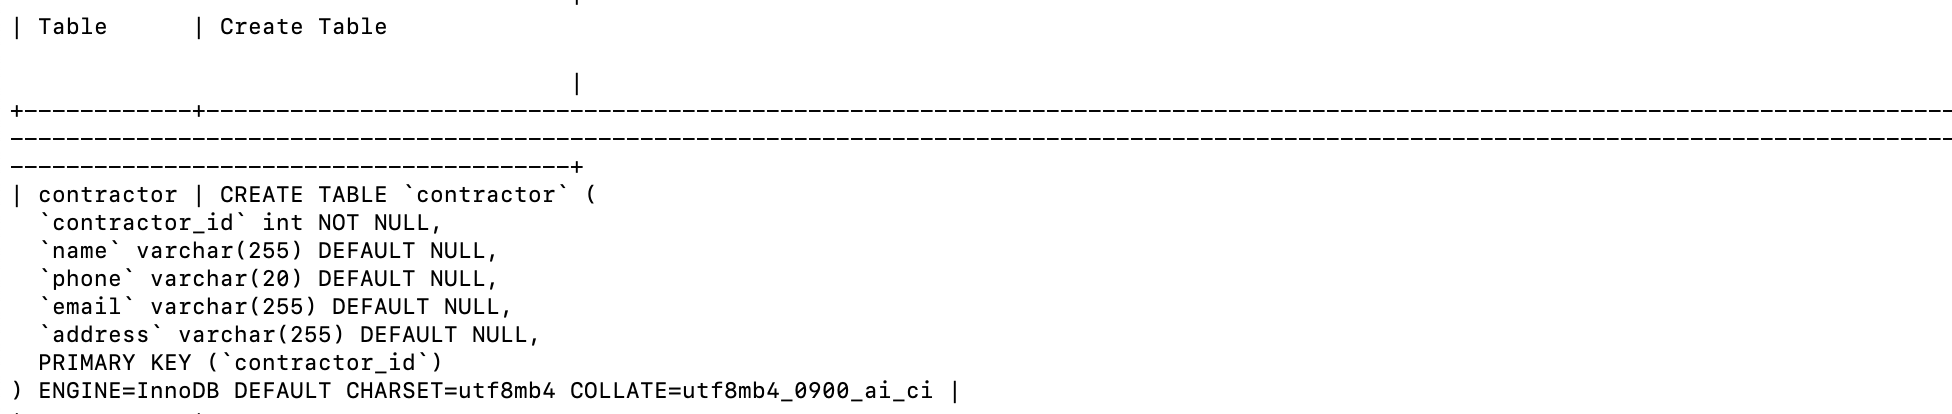 | Table      | Create Table
|
+------------+-----------------------------------------------------------------------------------------------------------------------------
-------------------------------------------------------------------------------------------------------------------------------------------
----------------------------------------+
| contractor | CREATE TABLE `contractor` (
  `contractor_id` int NOT NULL,
  `name` varchar(255) DEFAULT NULL,
  `phone` varchar(20) DEFAULT NULL,
  `email` varchar(255) DEFAULT NULL,
  `address` varchar(255) DEFAULT NULL,
  PRIMARY KEY (`contractor_id`)
) ENGINE=InnoDB DEFAULT CHARSET=utf8mb4 COLLATE=utf8mb4_0900_ai_ci |